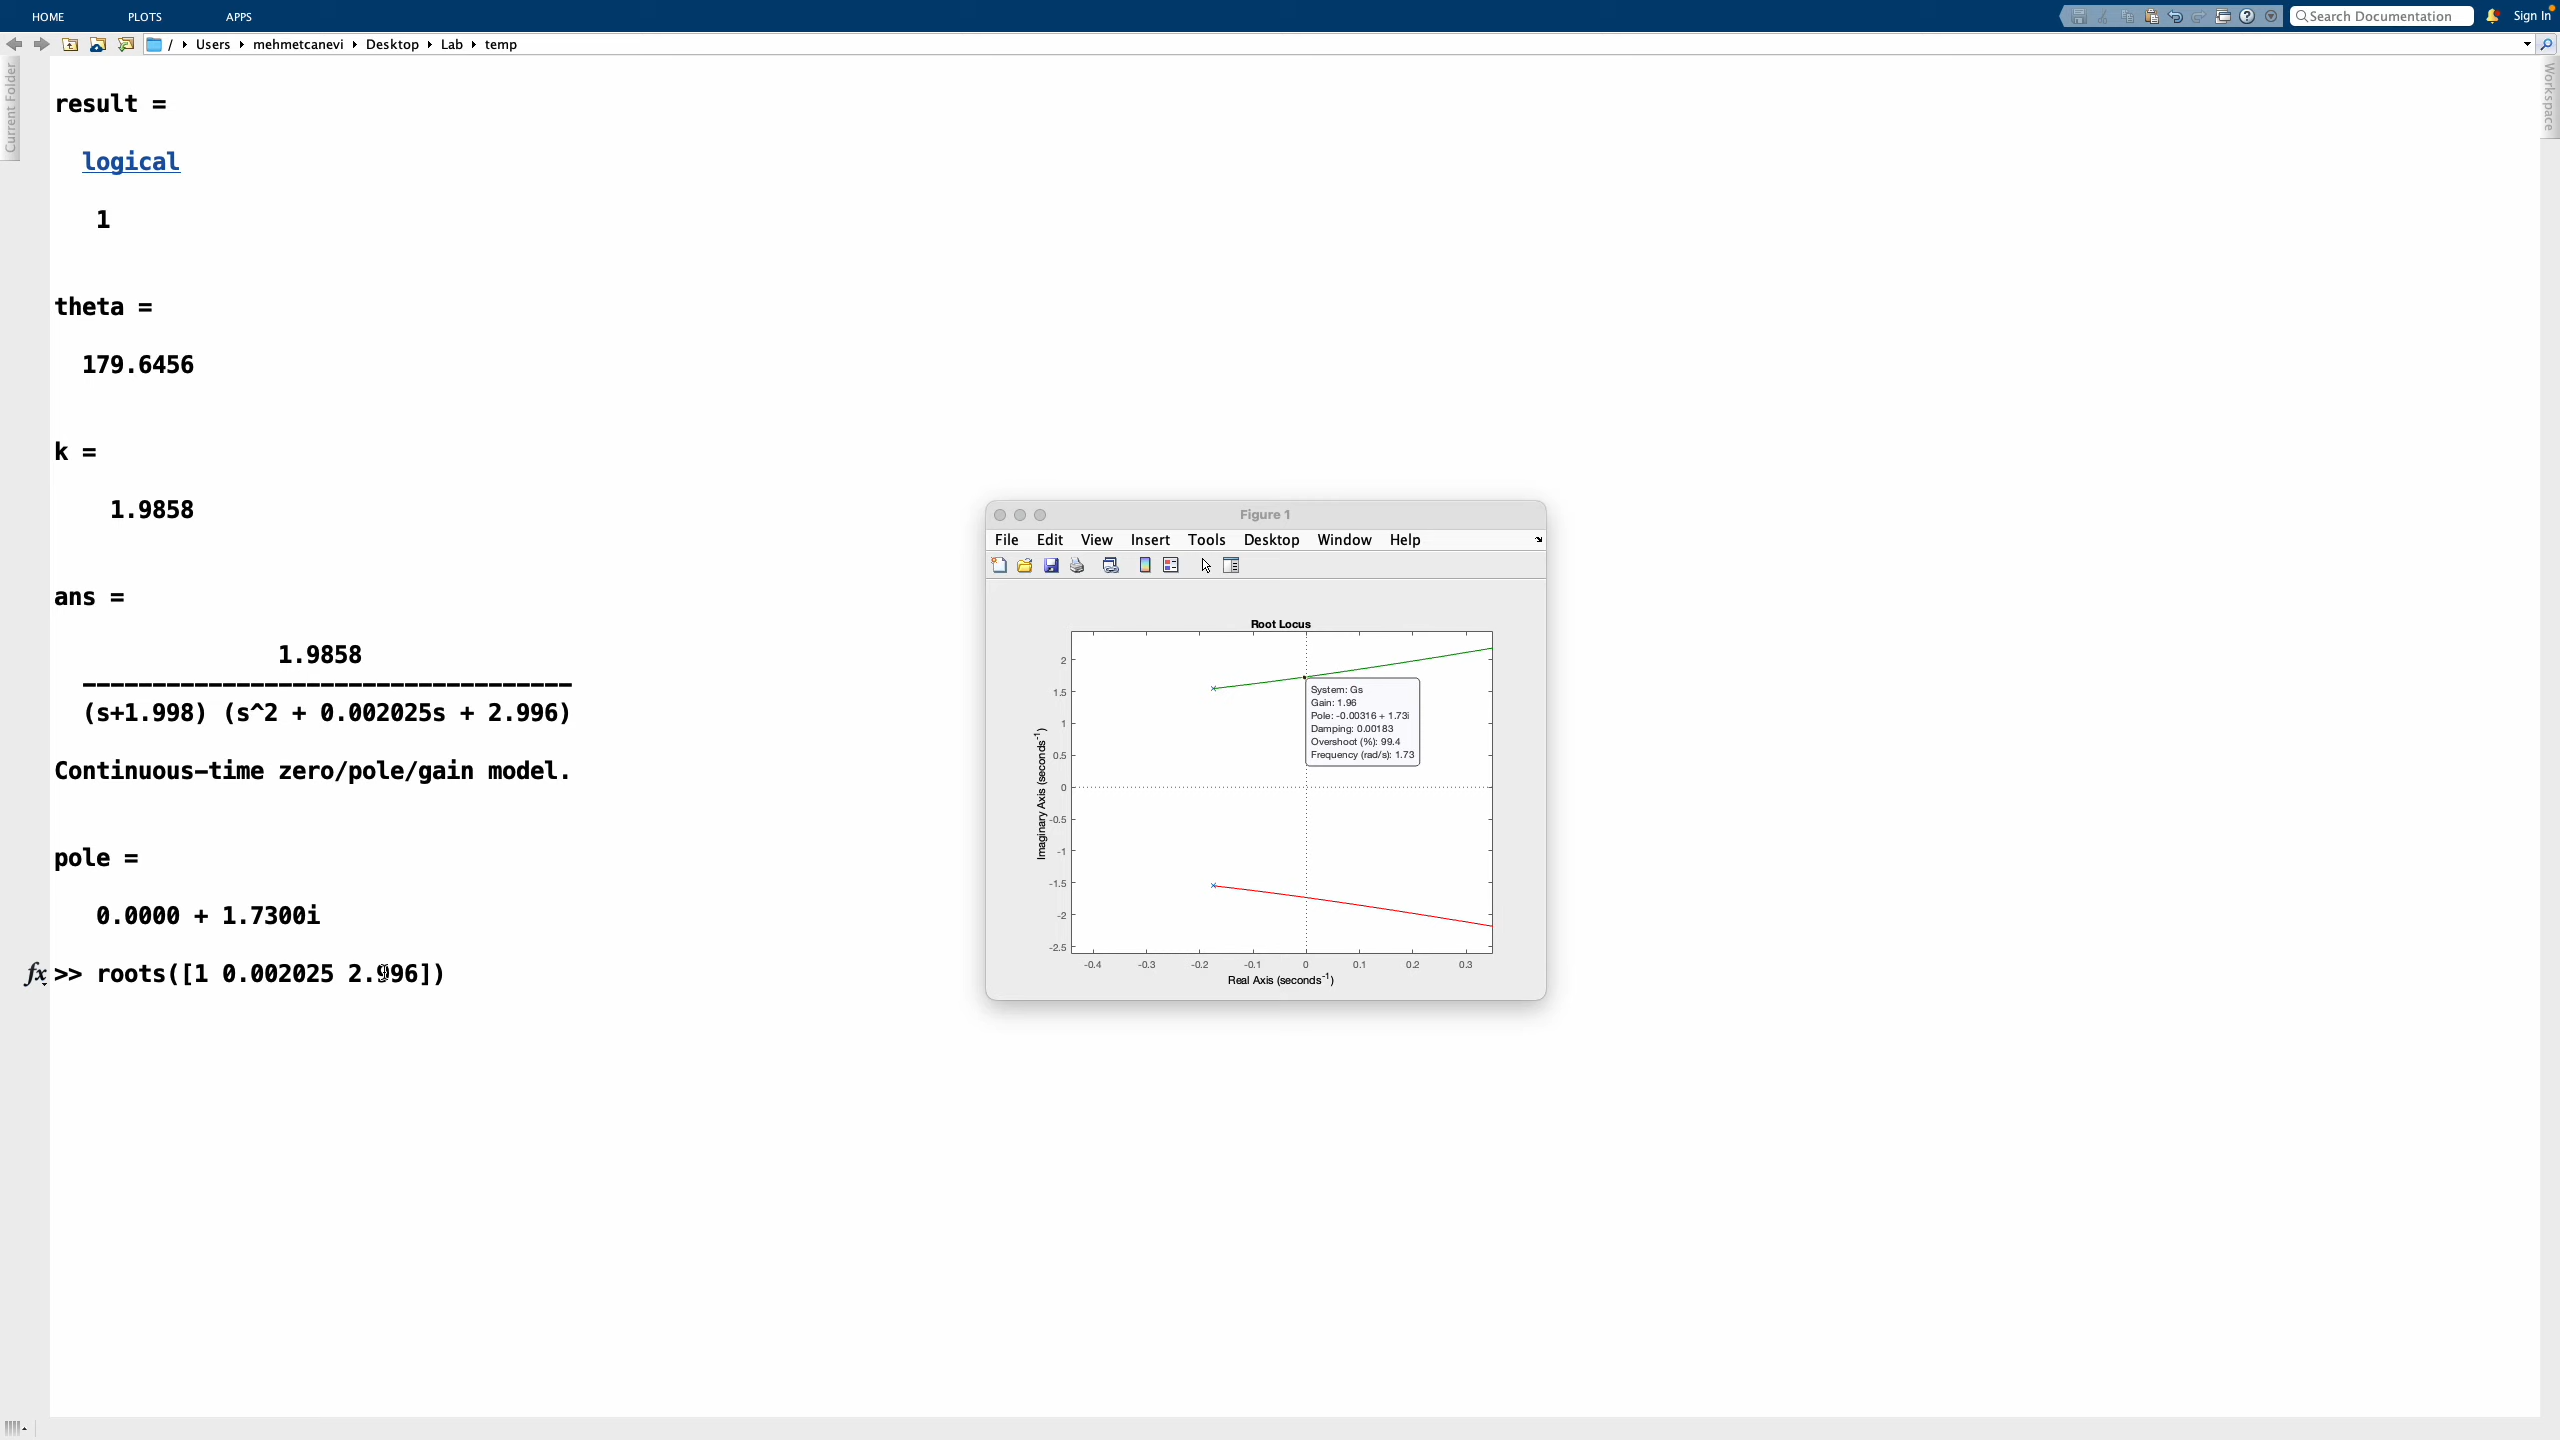 HOME PLOTS APPS
Search Documentation
Sign In
/ Users mehmetcanevi Desktop Lab temp
Current Folder
Workspace
result =
logical
1
theta =
179.6456
k =
1.9858
ans =
1.9858
-----------------------------------
(s+1.998) (s^2 + 0.002025s + 2.996)
Continuous-time zero/pole/gain model.
pole =
0.0000 + 1.7300i
fx >> roots([1 0.002025 2.996])
Figure 1
File Edit View Insert Tools Desktop Window Help
Root Locus
System: Gs
Gain: 1.96
Pole: -0.00316 + 1.73i
Damping: 0.00183
Overshoot (%): 99.4
Frequency (rad/s): 1.73
2
1.5
1
0.5
0
-0.5
-1
-1.5
-2
-2.5
Imaginary Axis (seconds-1)
-0.4 -0.3 -0.2 -0.1 0 0.1 0.2 0.3
Real Axis (seconds-1)